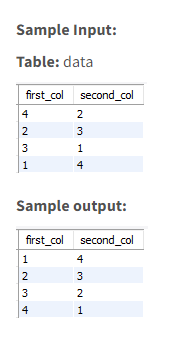 Sample Input:
Table: data
first_col second_col
4 2
2 3
3 1
1 4
Sample output:
first_col second_col
1 4
2 3
3 2
4 1